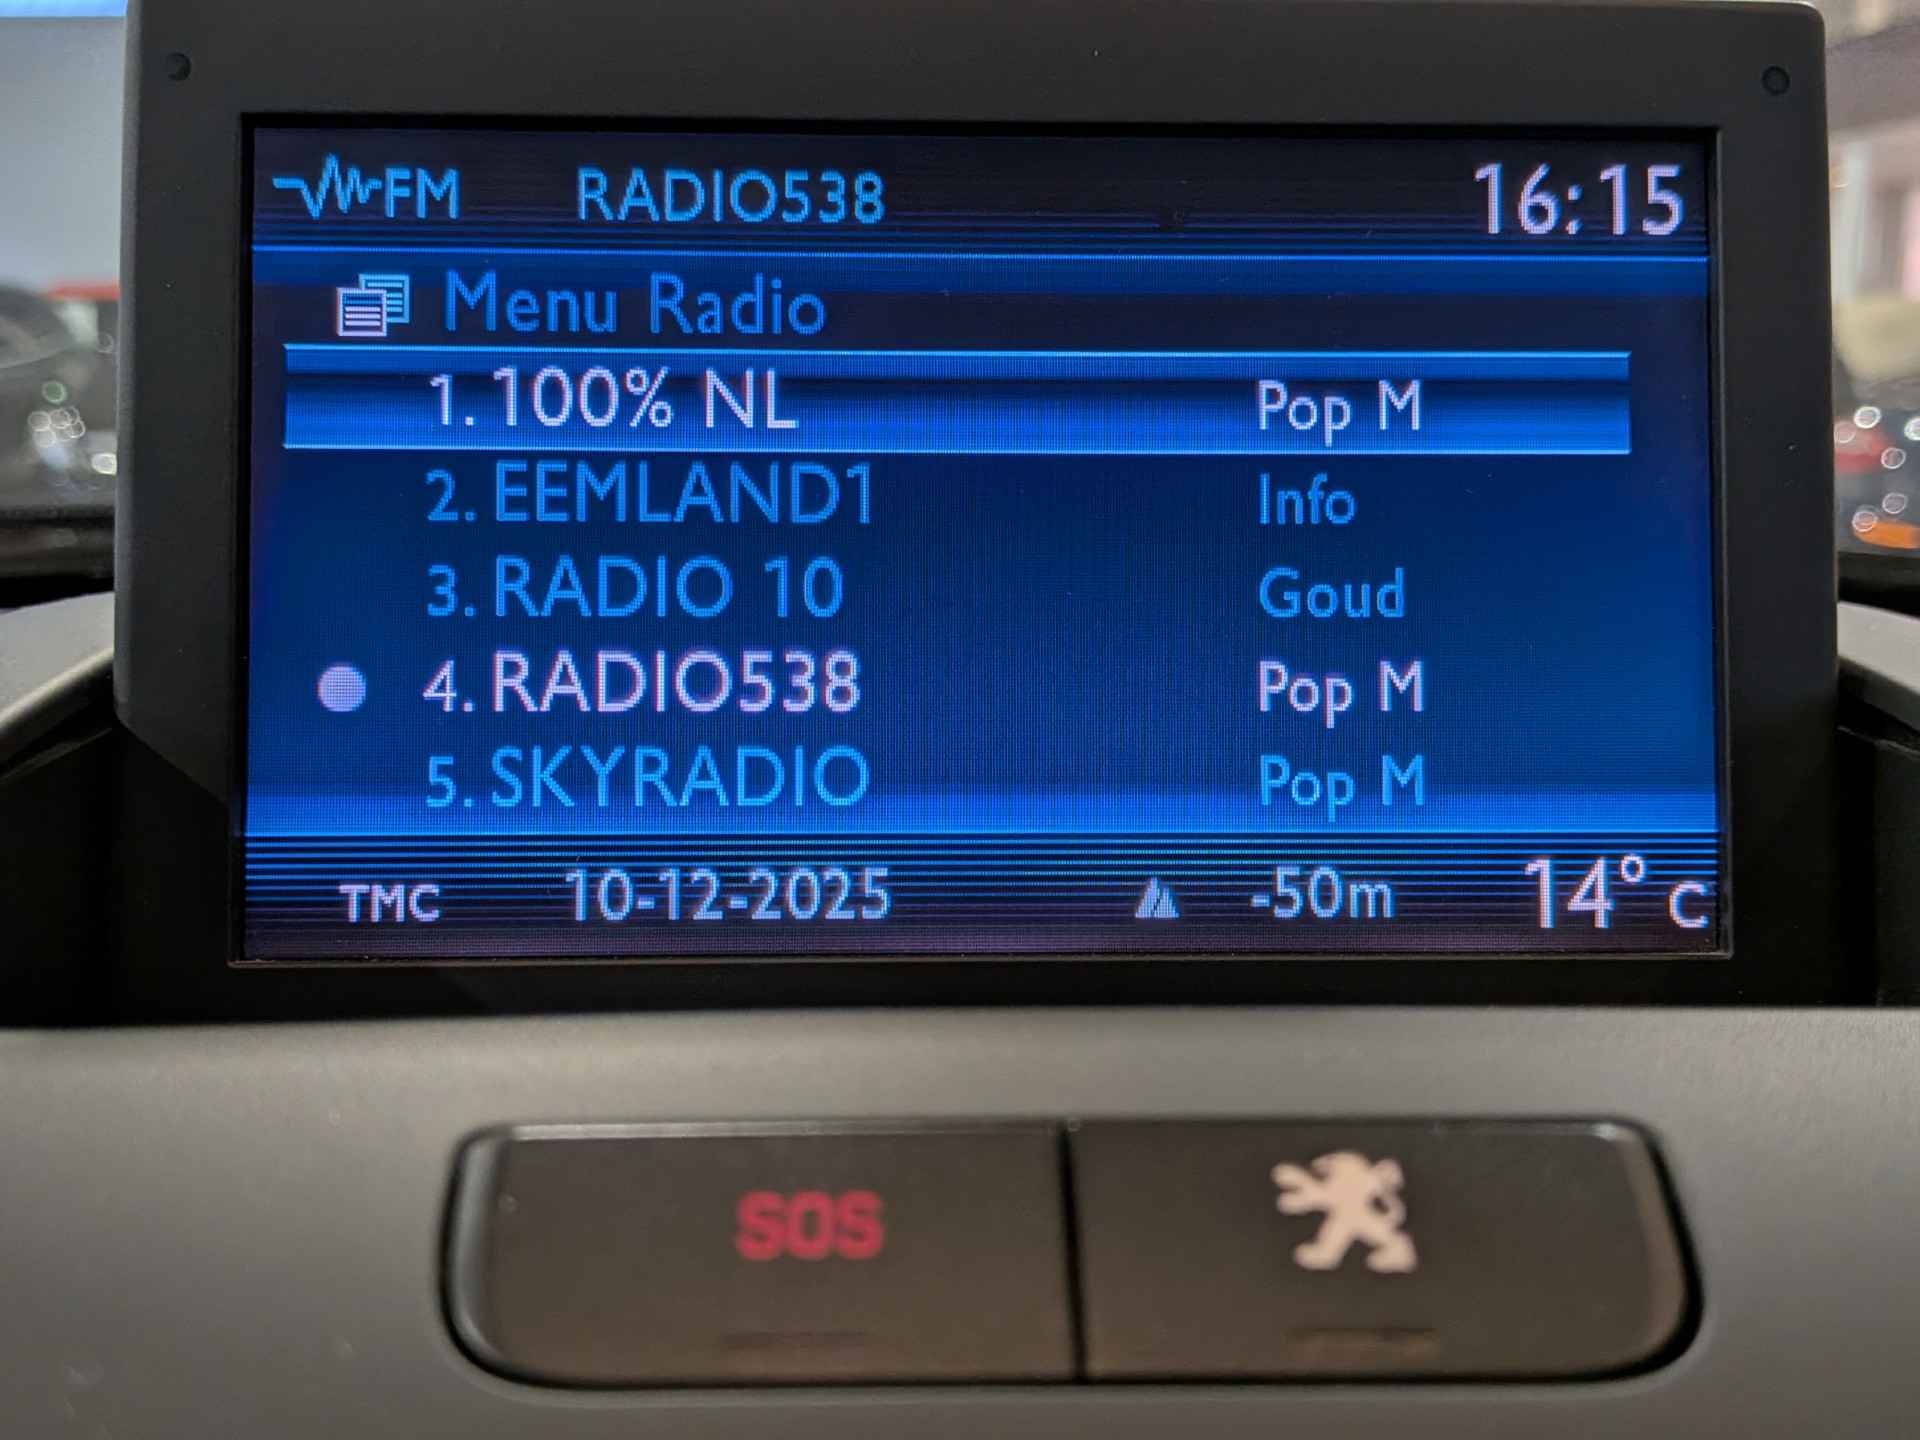 FM RADIO538 16:15
Menu Radio
1. 100% NL Pop M
2. EEMLAND1 Info
3. RADIO 10 Goud
4. RADIO538 Pop M
5. SKYRADIO Pop M
TMC 10-12-2025 -50m 14° C
SOS